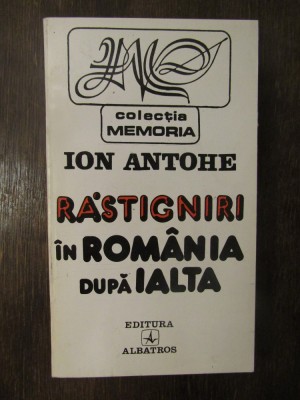 colecția
MEMORIA
ION ANTOHE
RĂSTIGNIRI
ÎN ROMÂNIA
DUPĂ IALTA
EDITURA
ALBATROS